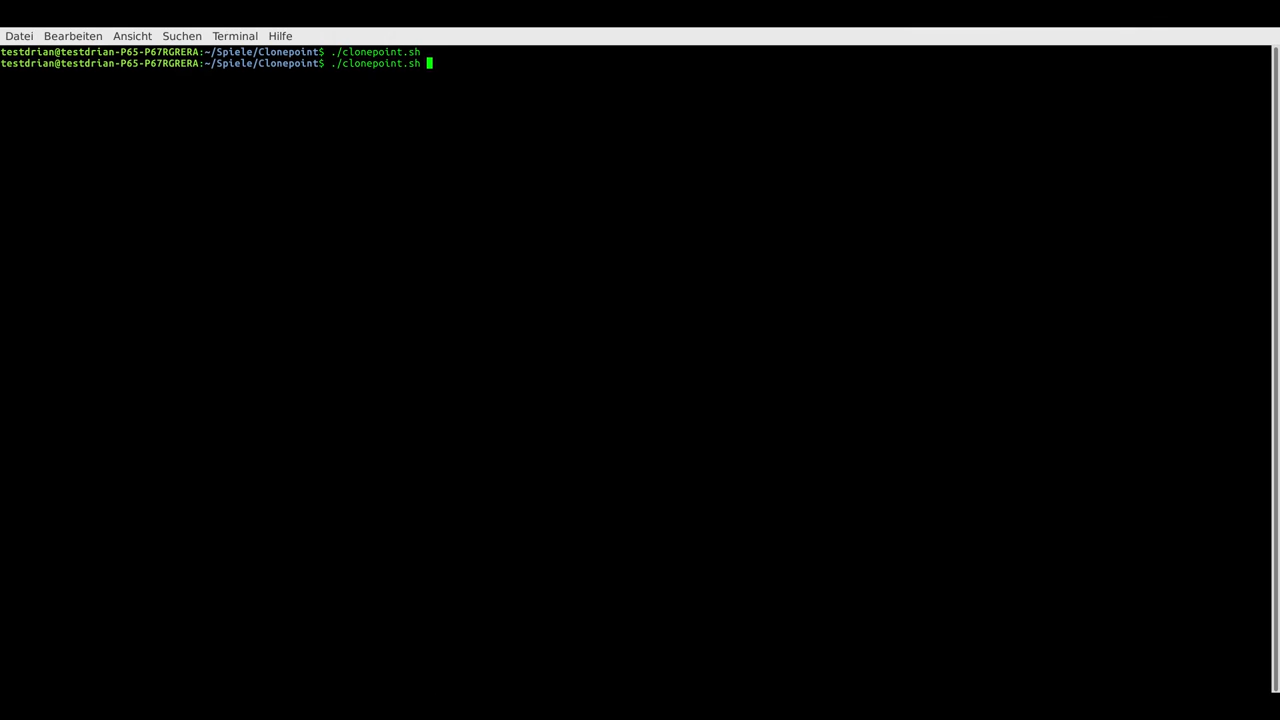 Datei Bearbeiten Ansicht Suchen Terminal Hilfe
testdrian@testdrian-P65-P67RGRERA:~/Spiele/Clonepoint$ ./clonepoint.sh
testdrian@testdrian-P65-P67RGRERA:~/Spiele/Clonepoint$ ./clonepoint.sh